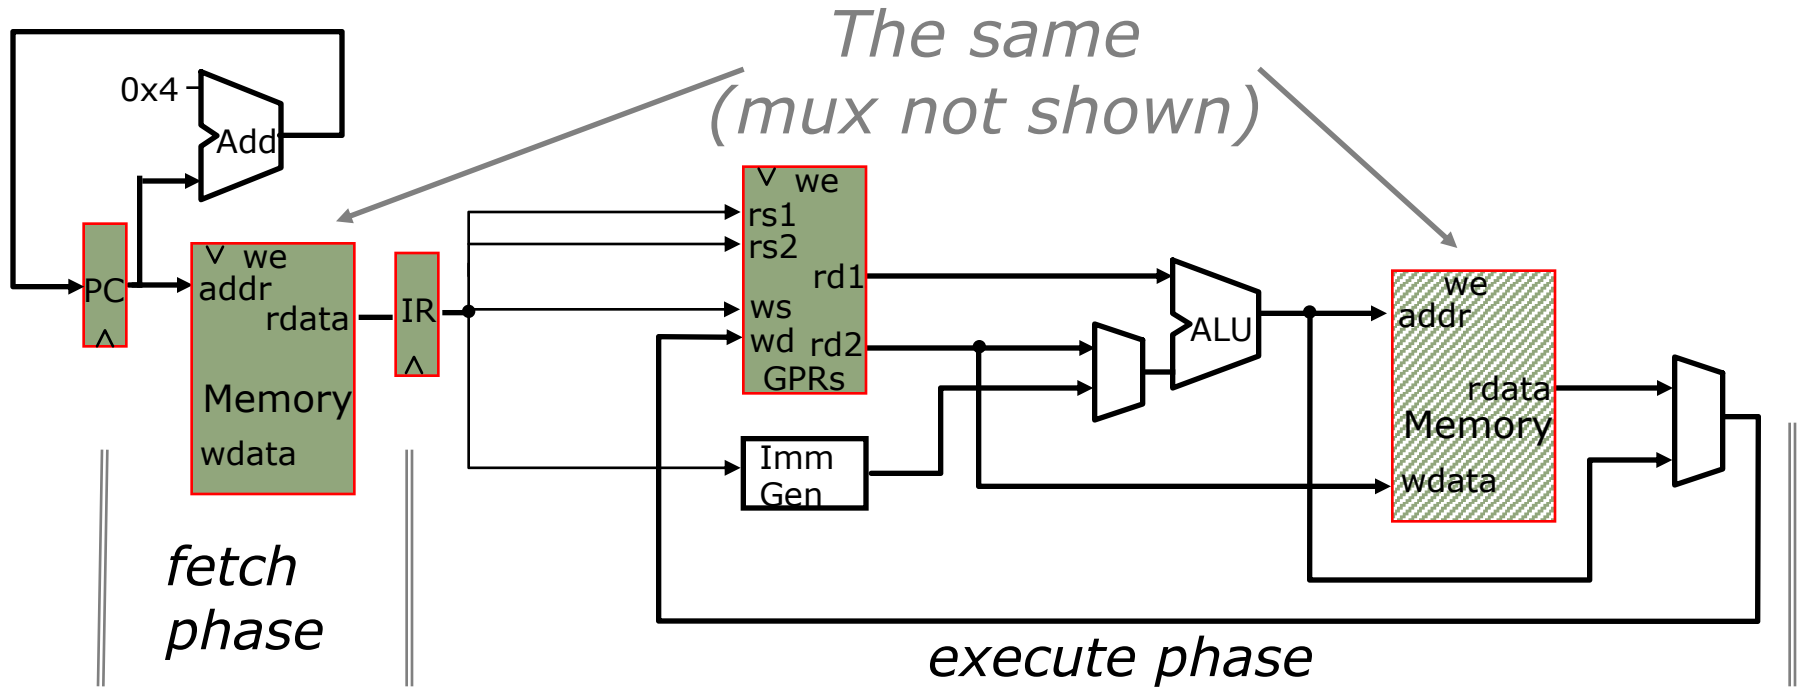 The same
(mux not shown)
0x4
Add
PC
we
addr
rdata
Memory
wdata
IR
we
rs1
rs2
rd1
ws
wd
rd2
GPRs
Imm
Gen
ALU
we
addr
rdata
Memory
wdata
fetch
phase
execute phase